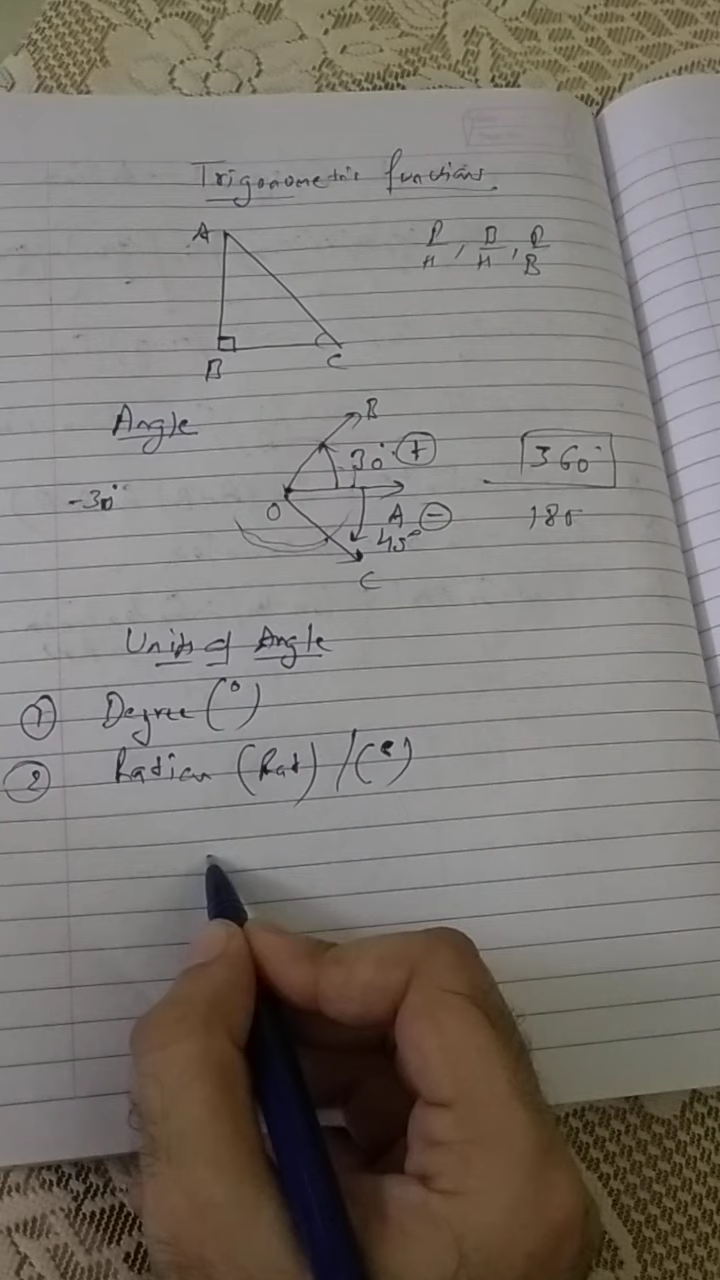 Trigonometric functions.
A
P/H , B/H , P/B
B
C
Angle
B
30° +
360°
-30°
O
A -
180
45°
C
Units of Angle
1 Degree (°)
2 Radian (Rad) / (c)